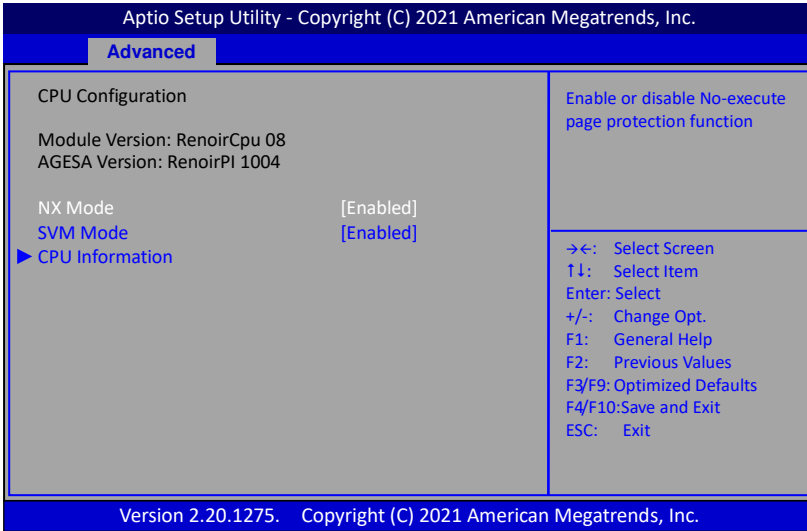 Aptio Setup Utility - Copyright (C) 2021 American Megatrends, Inc.
Advanced
CPU Configuration
Module Version: RenoirCpu 08
AGESA Version: RenoirPI 1004
NX Mode [Enabled]
SVM Mode [Enabled]
CPU Information
Enable or disable No-execute
page protection function
→←: Select Screen
↑↓: Select Item
Enter: Select
+/-: Change Opt.
F1: General Help
F2: Previous Values
F3/F9: Optimized Defaults
F4/F10:Save and Exit
ESC: Exit
Version 2.20.1275. Copyright (C) 2021 American Megatrends, Inc.